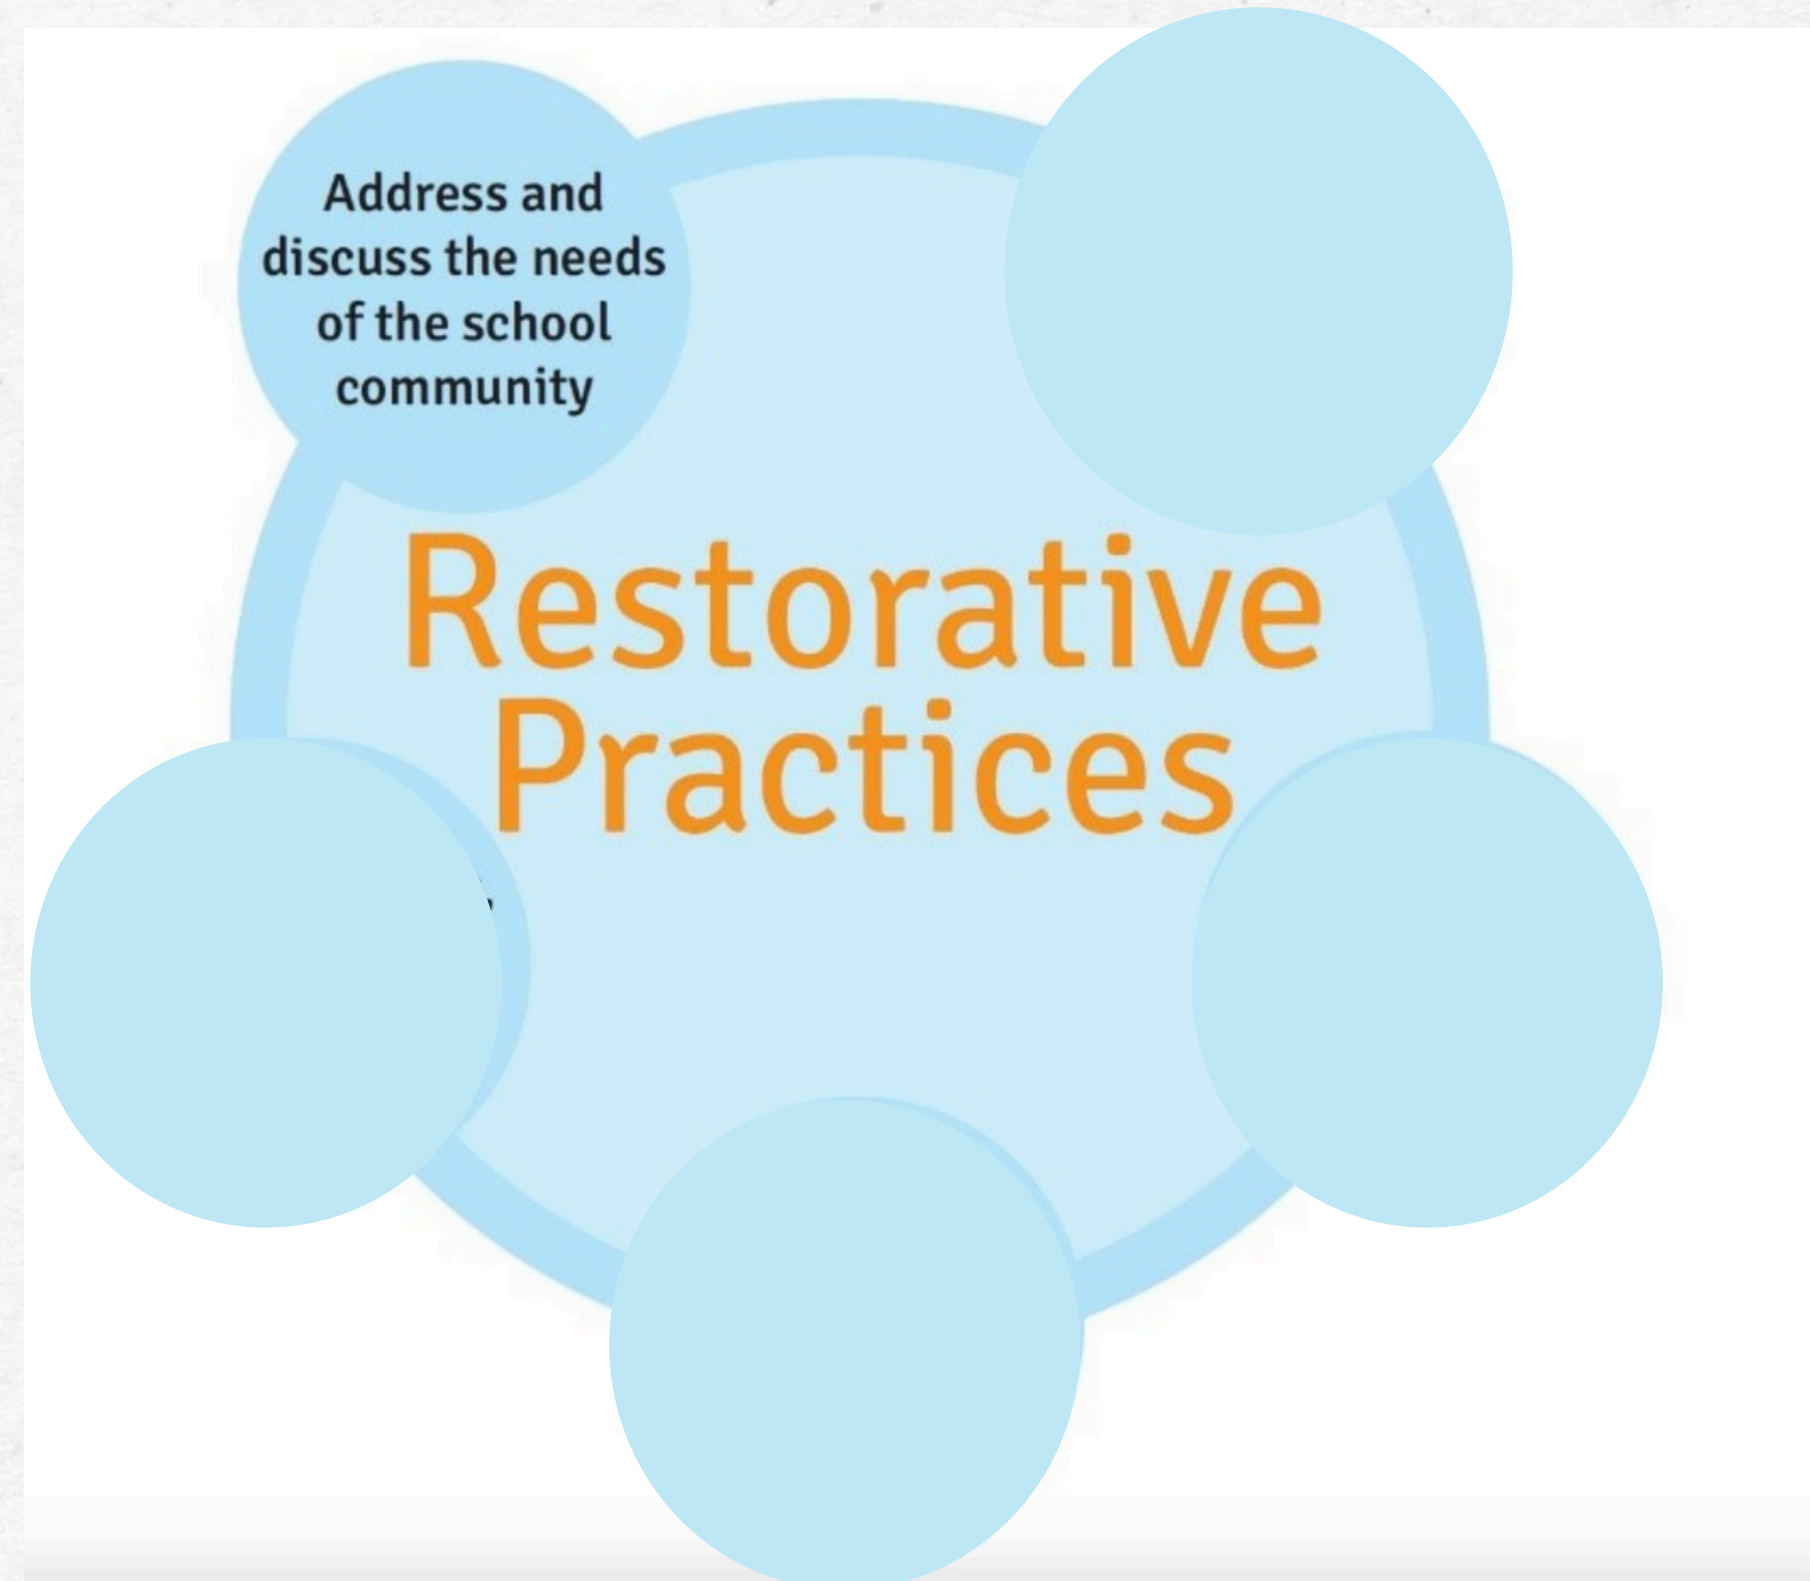 Address and
discuss the needs
of the school
community
Restorative
Practices